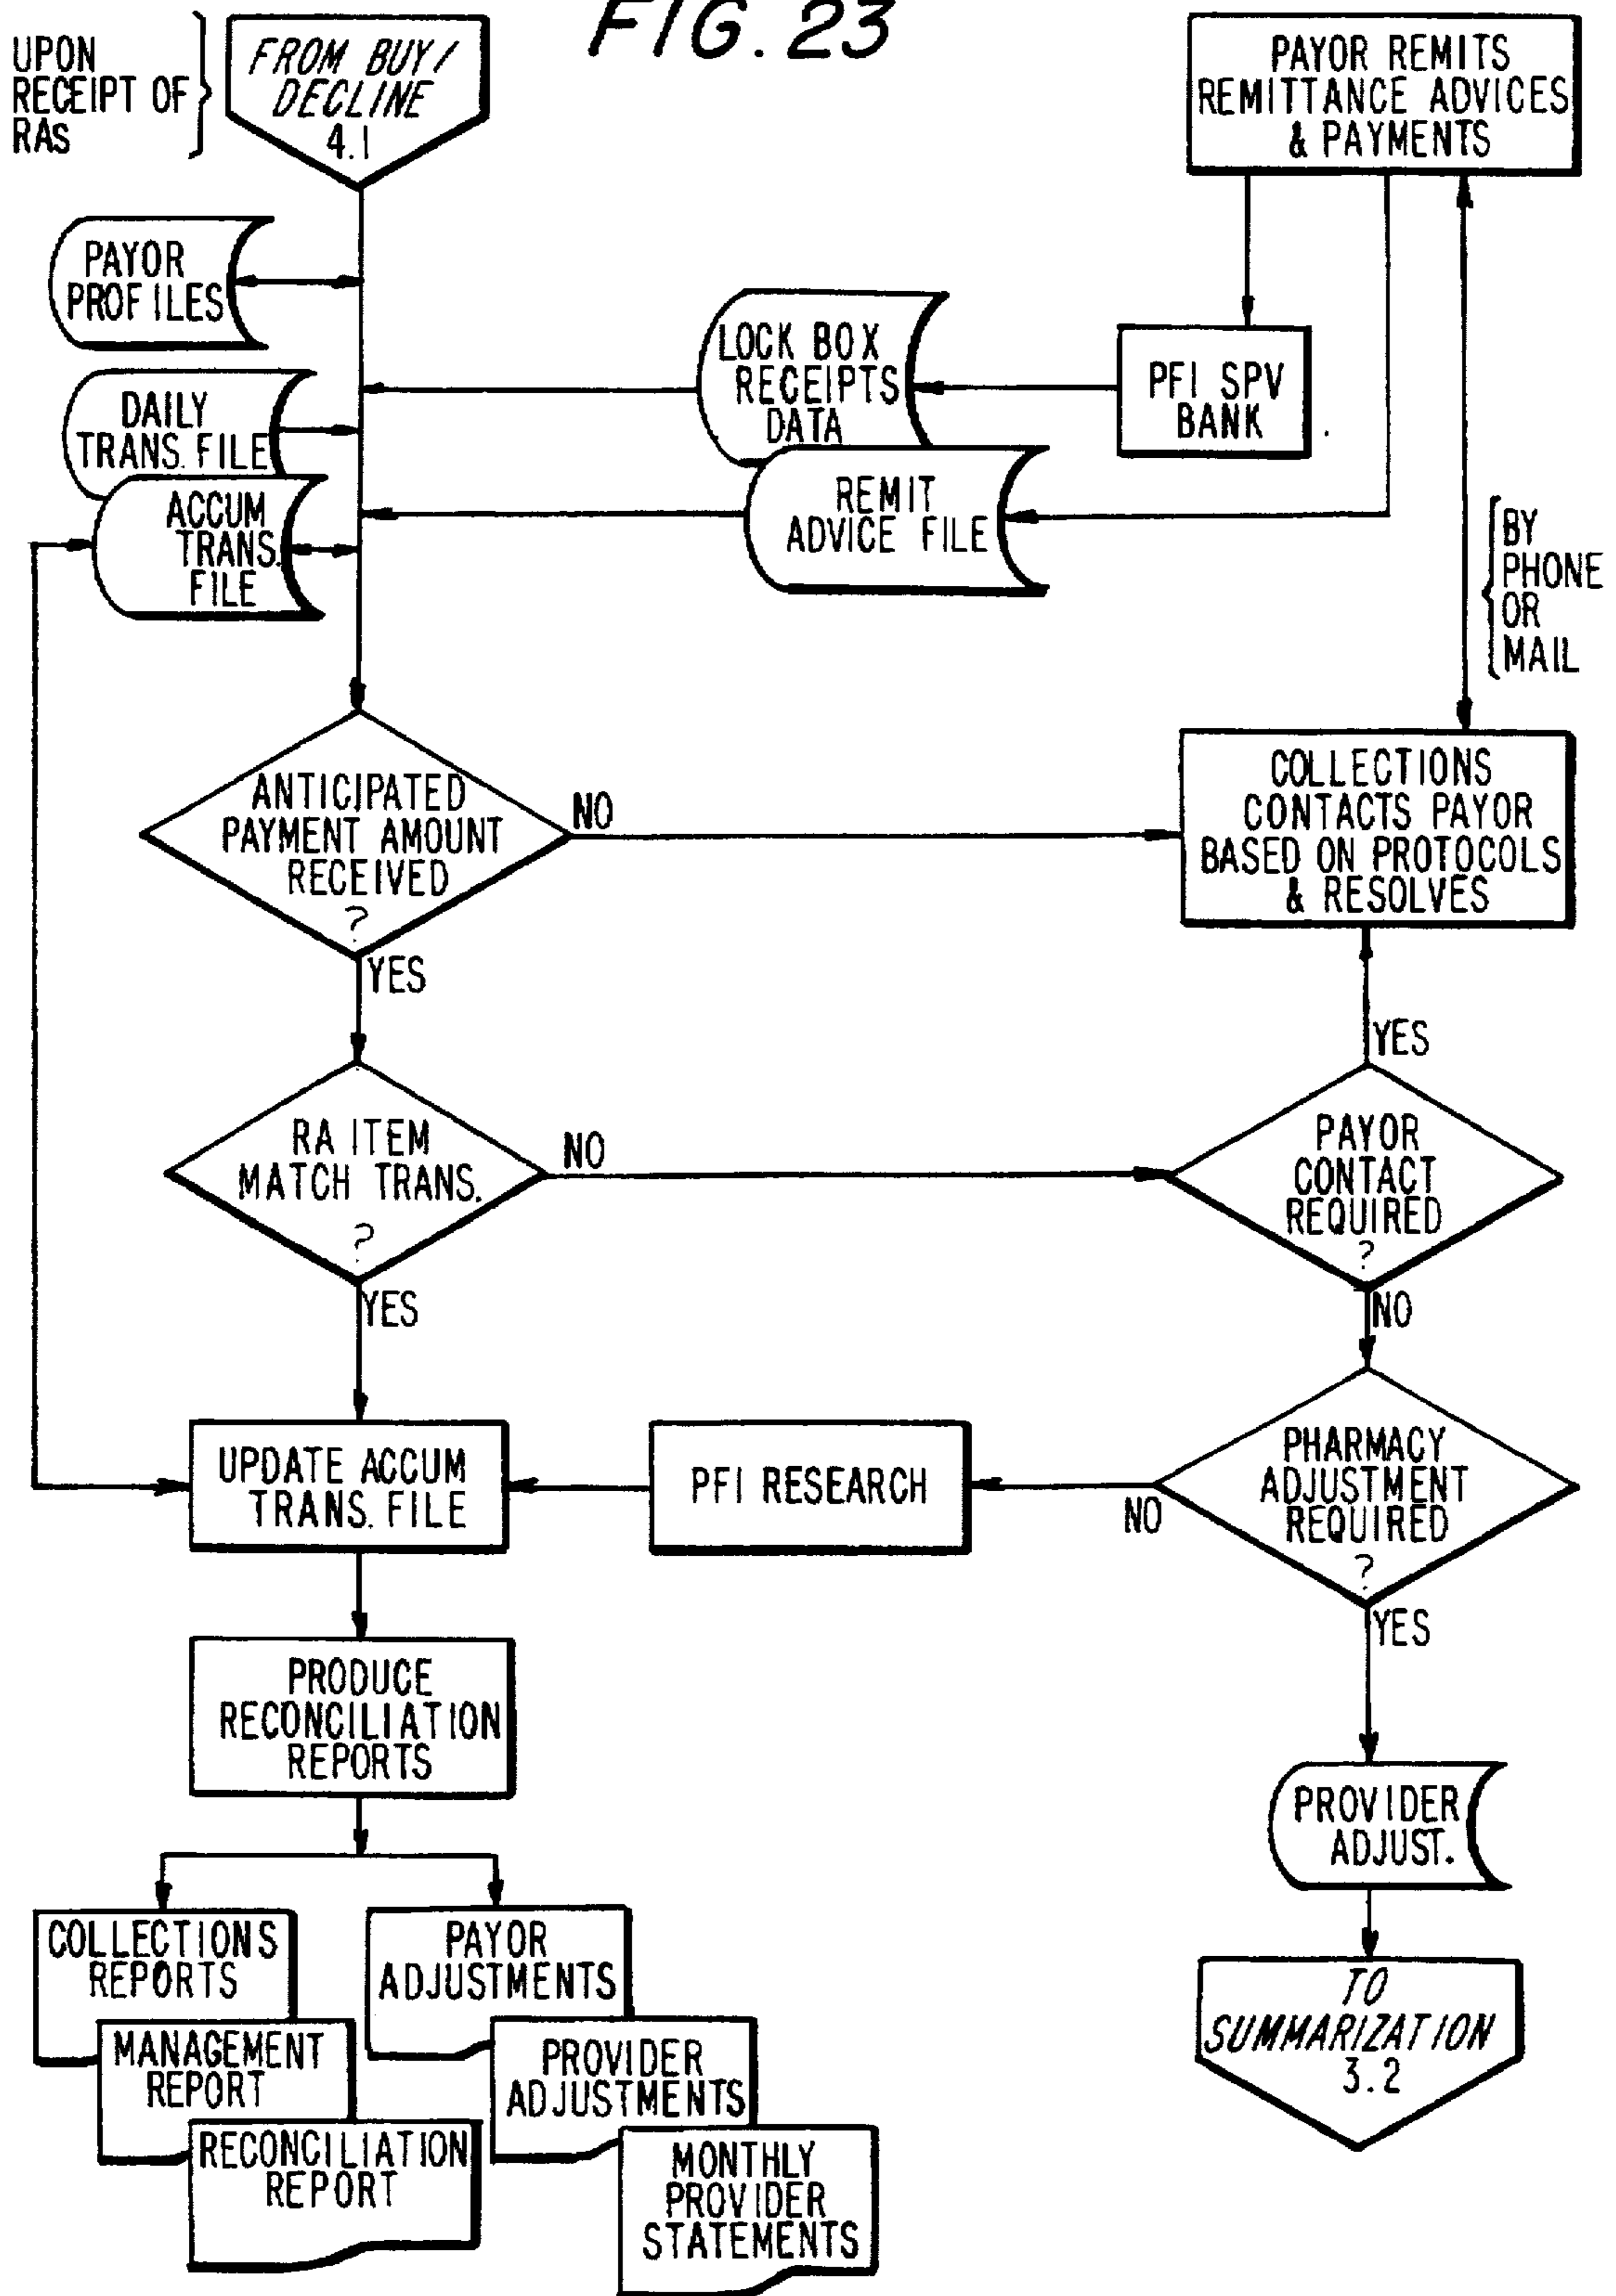 FIG. 23
UPON
RECEIPT OF
RAs
FROM BUY/
DECLINE
4.1
PAYOR REMITS
REMITTANCE ADVICES
& PAYMENTS
PAYOR
PROFILES
LOCK BOX
RECEIPTS
DATA
PFI SPV
BANK
DAILY
TRANS. FILE
ACCUM
TRANS.
FILE
REMIT
ADVICE FILE
BY
PHONE
OR
MAIL
ANTICIPATED
PAYMENT AMOUNT
RECEIVED
?
NO
YES
COLLECTIONS
CONTACTS PAYOR
BASED ON PROTOCOLS
& RESOLVES
YES
RA ITEM
MATCH TRANS.
?
NO
YES
PAYOR
CONTACT
REQUIRED
?
NO
UPDATE ACCUM
TRANS. FILE
PFI RESEARCH
NO
PHARMACY
ADJUSTMENT
REQUIRED
?
YES
PRODUCE
RECONCILIATION
REPORTS
PROVIDER
ADJUST.
COLLECTIONS
REPORTS
MANAGEMENT
REPORT
RECONCILIATION
REPORT
PAYOR
ADJUSTMENTS
PROVIDER
ADJUSTMENTS
MONTHLY
PROVIDER
STATEMENTS
TO
SUMMARIZATION
3.2